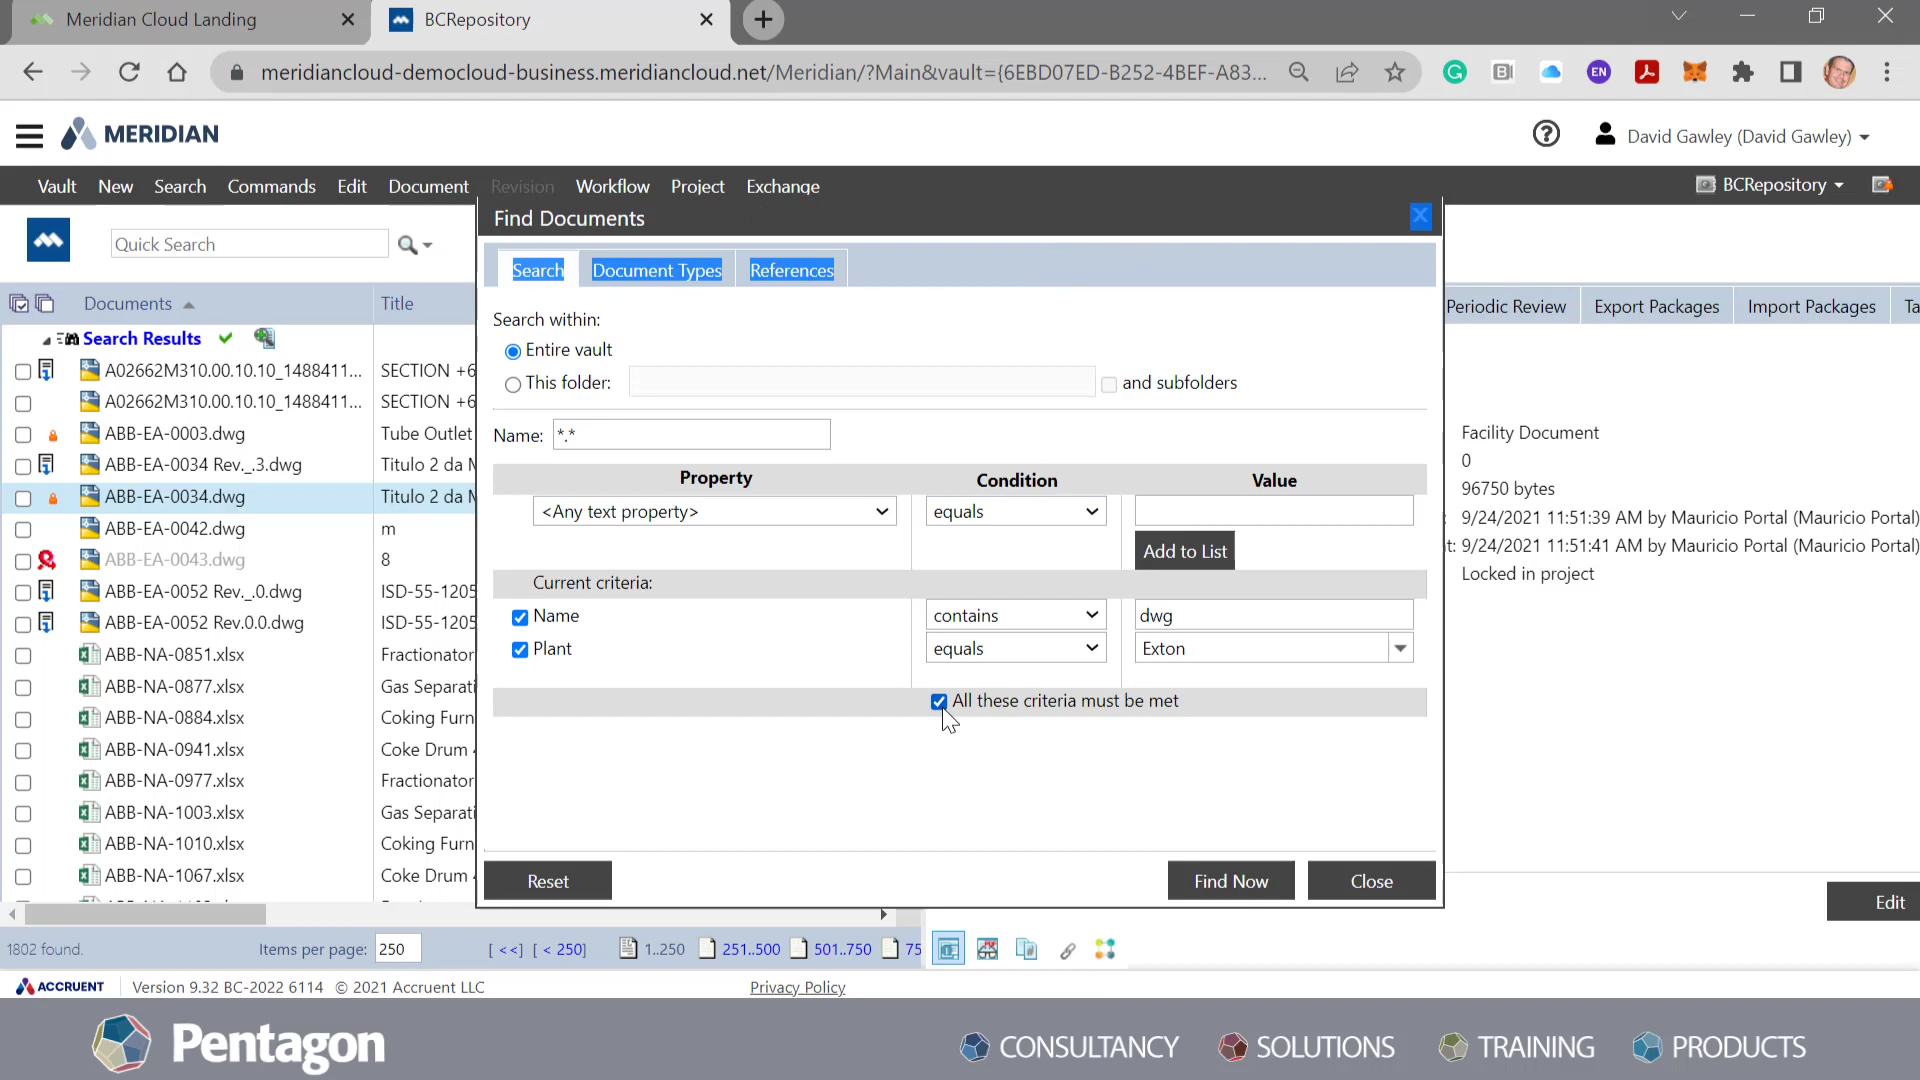 Meridian Cloud Landing
BCRepository
meridiancloud-democloud-business.meridiancloud.net/Meridian/?Main&vault={6EBD07ED-B252-4BEF-A83...
EN
MERIDIAN
David Gawley (David Gawley)
Vault New Search Commands Edit Document Revision Workflow Project Exchange
BCRepository
Find Documents
Quick Search
Search Document Types References
Documents Title
Periodic Review Export Packages Import Packages Ta
Search within:
Search Results
Entire vault
A02662M310.00.10.10_1488411... SECTION +6
This folder: and subfolders
A02662M310.00.10.10_1488411... SECTION +6
ABB-EA-0003.dwg Tube Outlet
Name: *.*
Facility Document
0
ABB-EA-0034 Rev._.3.dwg Titulo 2 da M
Property Condition Value
96750 bytes
ABB-EA-0034.dwg Titulo 2 da M
<Any text property> equals
9/24/2021 11:51:39 AM by Mauricio Portal (Mauricio Portal)
ABB-EA-0042.dwg m
Add to List
t: 9/24/2021 11:51:41 AM by Mauricio Portal (Mauricio Portal)
ABB-EA-0043.dwg 8
Locked in project
Current criteria:
ABB-EA-0052 Rev._.0.dwg ISD-55-1205
Name contains dwg
ABB-EA-0052 Rev.0.0.dwg ISD-55-1205
Plant equals Exton
ABB-NA-0851.xlsx Fractionator
ABB-NA-0877.xlsx Gas Separati
All these criteria must be met
ABB-NA-0884.xlsx Coking Furn
ABB-NA-0941.xlsx Coke Drum
ABB-NA-0977.xlsx Fractionator
ABB-NA-1003.xlsx Gas Separati
ABB-NA-1010.xlsx Coking Furn
ABB-NA-1067.xlsx Coke Drum
Reset Find Now Close
Edit
1802 found. Items per page: 250 [ <<] [ < 250] 1..250 251..500 501..750 75
ACCRUENT Version 9.32 BC-2022 6114 © 2021 Accruent LLC Privacy Policy
Pentagon CONSULTANCY SOLUTIONS TRAINING PRODUCTS